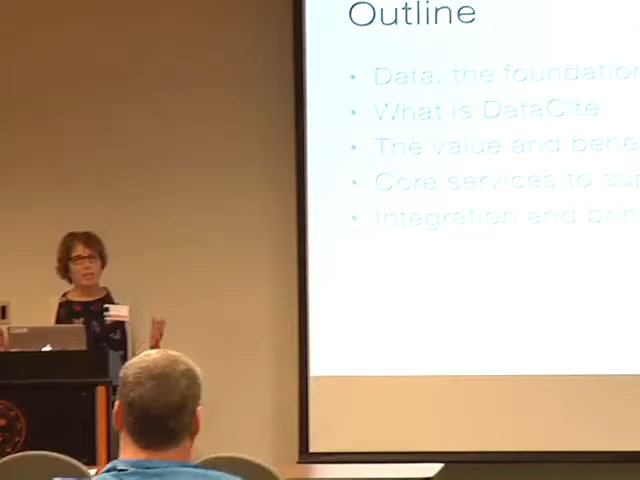 Outline
• Data, the foundation
• What is DataCite
• The value and bene
• Core services to sup
• Integration and brin